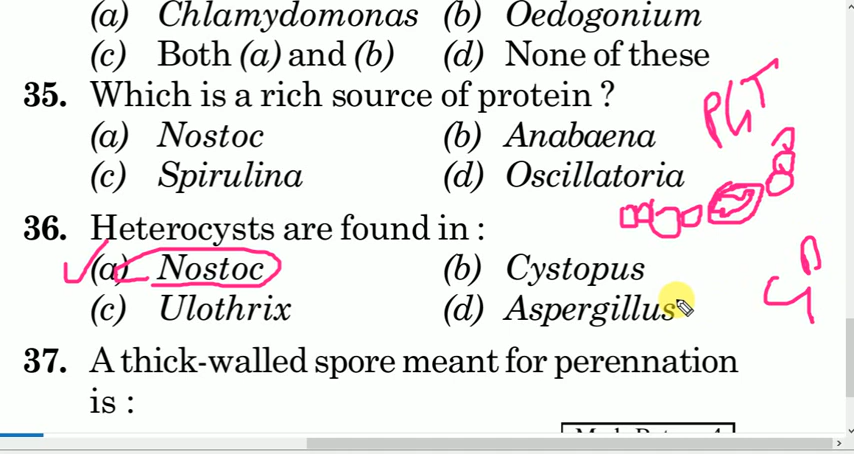 (a) Chlamydomonas (b) Oedogonium
(c) Both (a) and (b) (d) None of these
35. Which is a rich source of protein ?
(a) Nostoc (b) Anabaena
(c) Spirulina (d) Oscillatoria
PGT
36. Heterocysts are found in :
(a) Nostoc (b) Cystopus
(c) Ulothrix (d) Aspergillus
37. A thick-walled spore meant for perennation
is :